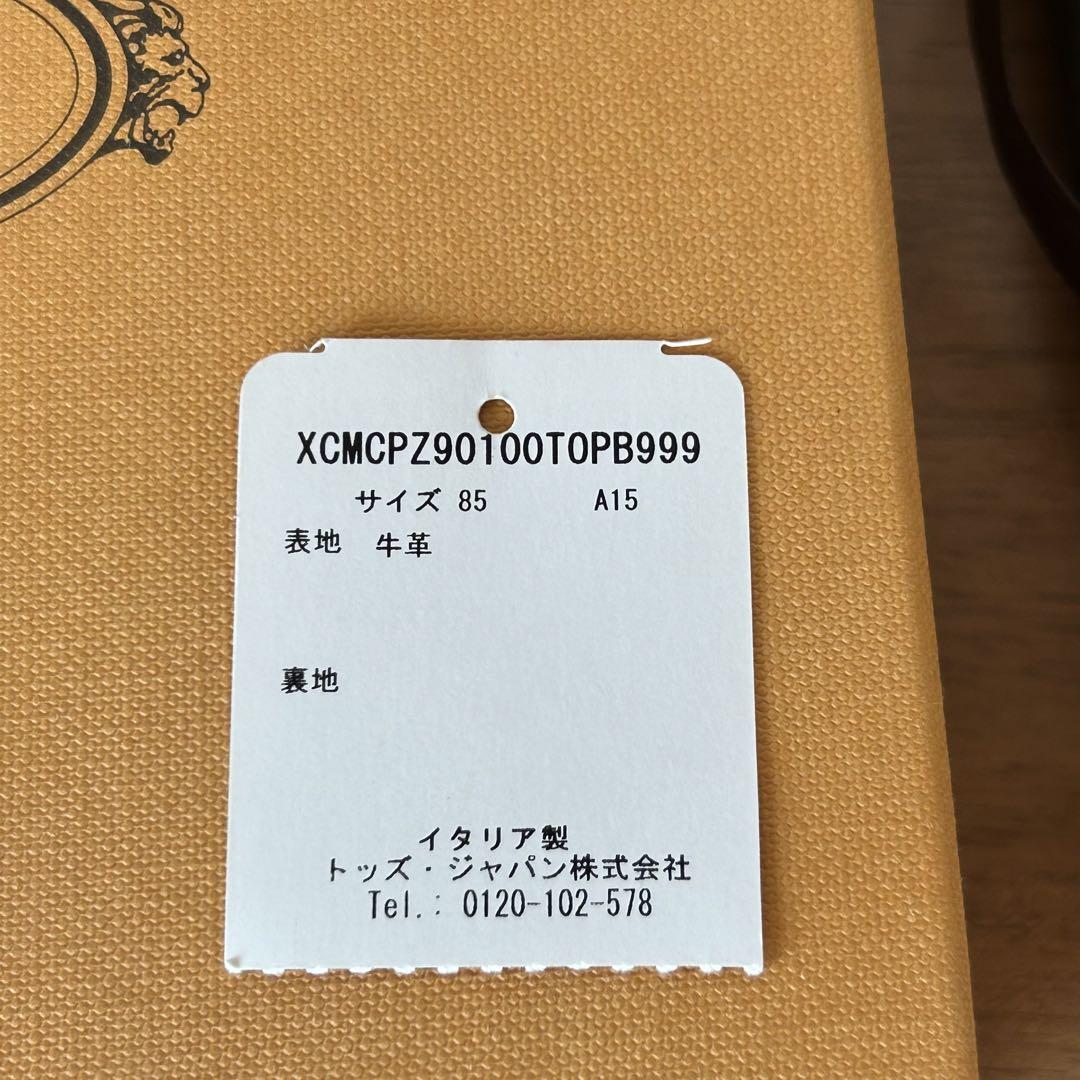 XCMCPZ90100TOPB999
サイズ 85 A15
表地 牛革
裏地
イタリア製
トッズ・ジャパン株式会社
Tel.: 0120-102-578